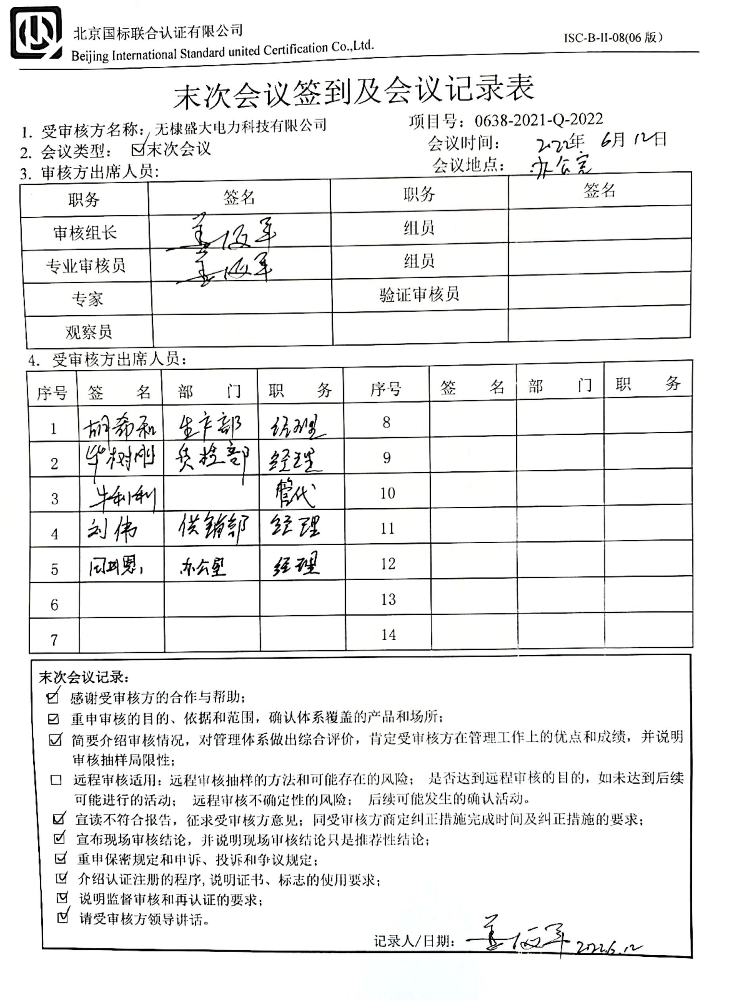 北京国标联合认证有限公司
ISC-B-II-08(06 版)
Beijing International Standard united Certification Co.,Ltd.
末次会议签到及会议记录表
1. 受审核方名称：无棣盛大电力科技有限公司 项目号：0638-2021-Q-2022
2. 会议类型：☑末次会议 会议时间：2022年 6月 12日
3. 审核方出席人员： 会议地点：办公室
职务 签名 职务 签名
审核组长 组员
专业审核员 组员
专家 验证审核员
观察员
4. 受审核方出席人员：
序号 签 名 部 门 职 务 序号 签 名 部 门 职 务
1 胡希和 生产部 经理 8
2 毕树刚 质检部 经理 9
3 牛利利 管代 10
4 刘伟 供销部 经理 11
5 办公室 经理 12
6 13
7 14
末次会议记录：
☑ 感谢受审核方的合作与帮助；
☑ 重申审核的目的、依据和范围，确认体系覆盖的产品和场所；
☑ 简要介绍审核情况，对管理体系做出综合评价，肯定受审核方在管理工作上的优点和成绩，并说明
审核抽样局限性；
□ 远程审核适用：远程审核抽样的方法和可能存在的风险； 是否达到远程审核的目的，如未达到后续
可能进行的活动； 远程审核不确定性的风险； 后续可能发生的确认活动。
☑ 宣读不符合报告，征求受审核方意见；同受审核方商定纠正措施完成时间及纠正措施的要求；
☑ 宣布现场审核结论，并说明现场审核结论只是推荐性结论；
☑ 重申保密规定和申诉、投诉和争议规定；
☑ 介绍认证注册的程序,说明证书、标志的使用要求；
☑ 说明监督审核和再认证的要求；
☑ 请受审核方领导讲话。
记录人/日期： 2022.6.12